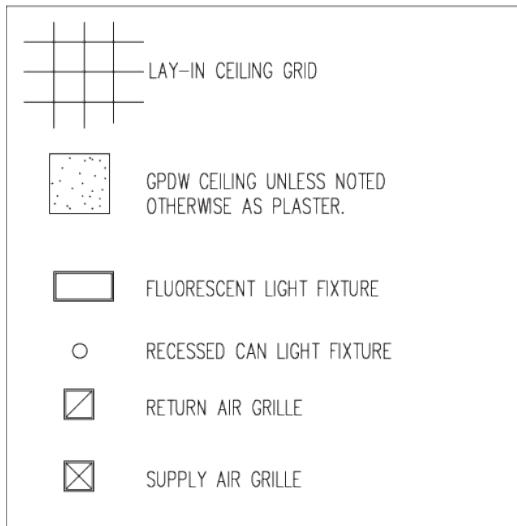 LAY-IN CEILING GRID
GPDW CEILING UNLESS NOTED
OTHERWISE AS PLASTER.
FLUORESCENT LIGHT FIXTURE
RECESSED CAN LIGHT FIXTURE
RETURN AIR GRILLE
SUPPLY AIR GRILLE